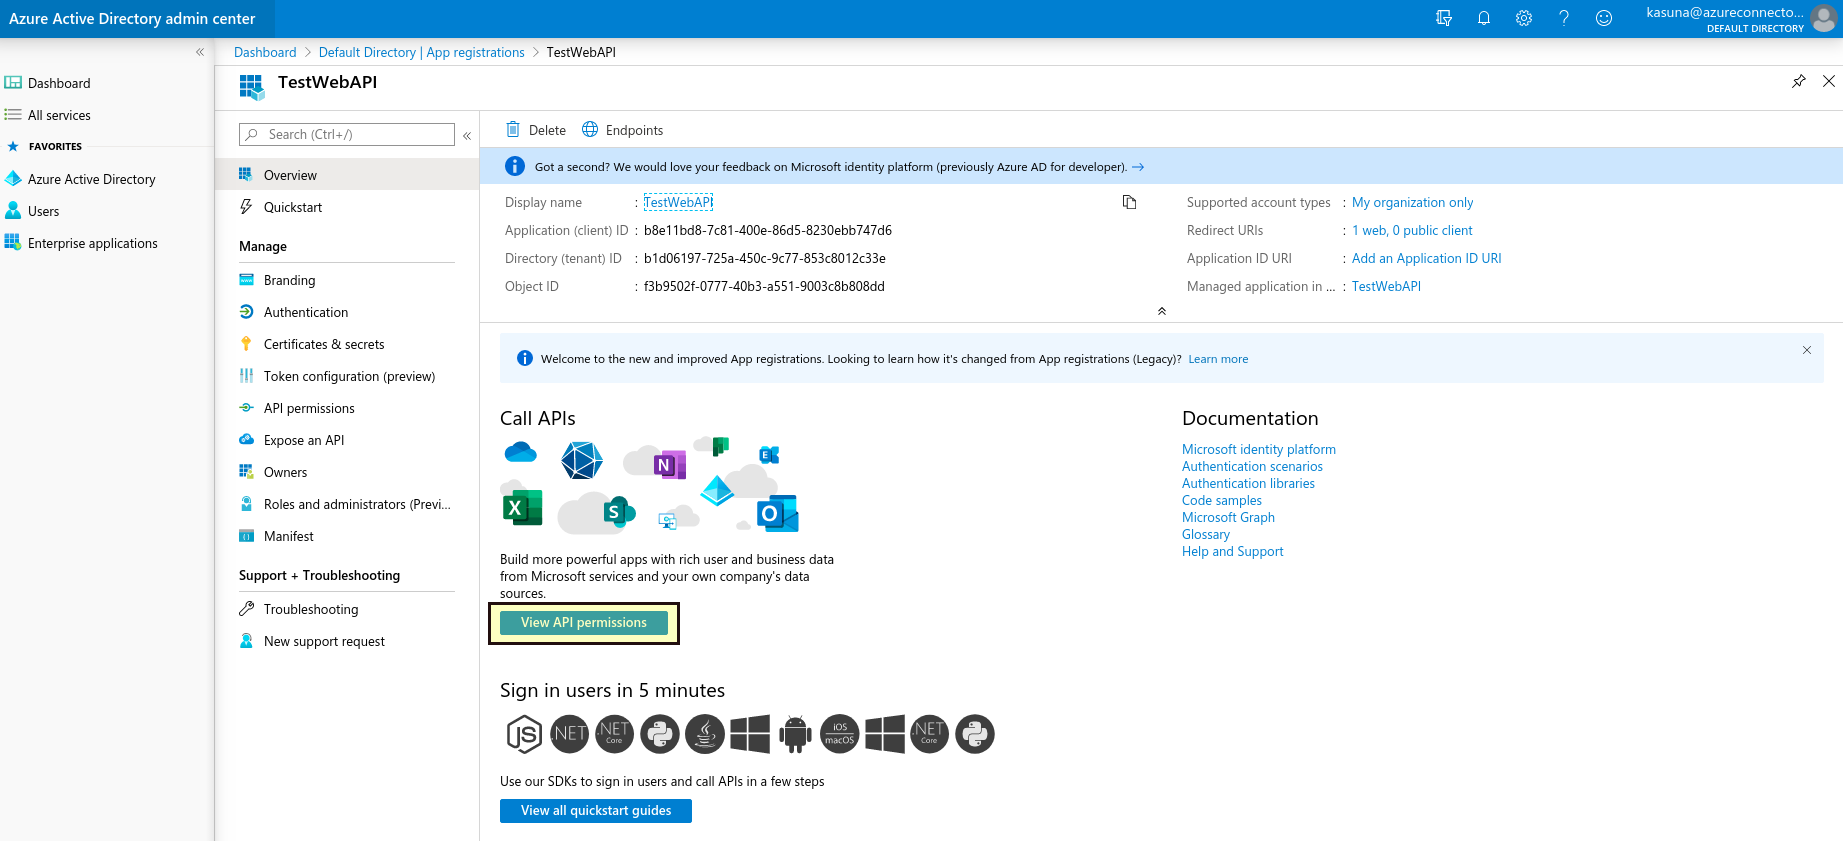 Azure Active Directory admin center
kasuna@azureconnecto...
DEFAULT DIRECTORY
Dashboard
All services
FAVORITES
Azure Active Directory
Users
Enterprise applications
Dashboard > Default Directory | App registrations > TestWebAPI
TestWebAPI
Search (Ctrl+/)
Overview
Quickstart
Manage
Branding
Authentication
Certificates & secrets
Token configuration (preview)
API permissions
Expose an API
Owners
Roles and administrators (Previ...
Manifest
Support + Troubleshooting
Troubleshooting
New support request
Delete Endpoints
Got a second? We would love your feedback on Microsoft identity platform (previously Azure AD for developer). →
Display name : TestWebAPI
Application (client) ID : b8e11bd8-7c81-400e-86d5-8230ebb747d6
Directory (tenant) ID : b1d06197-725a-450c-9c77-853c8012c33e
Object ID : f3b9502f-0777-40b3-a551-9003c8b808dd
Supported account types : My organization only
Redirect URIs : 1 web, 0 public client
Application ID URI : Add an Application ID URI
Managed application in ... : TestWebAPI
Welcome to the new and improved App registrations. Looking to learn how it's changed from App registrations (Legacy)? Learn more
Call APIs
N
E
X
S
O
Build more powerful apps with rich user and business data
from Microsoft services and your own company's data
sources.
View API permissions
Documentation
Microsoft identity platform
Authentication scenarios
Authentication libraries
Code samples
Microsoft Graph
Glossary
Help and Support
Sign in users in 5 minutes
JS
.NET
.NET
Core
iOS
macOS
.NET
Core
Use our SDKs to sign in users and call APIs in a few steps
View all quickstart guides